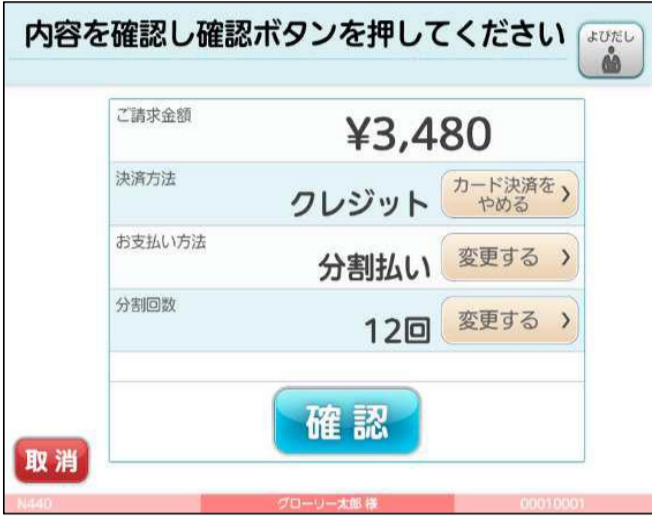 内容を確認し確認ボタンを押してください
よびだし
ご請求金額
¥3,480
決済方法
クレジット
カード決済を
やめる
お支払い方法
分割払い
変更する
分割回数
12回
変更する
確認
取消
N440
グローリー太郎 様
00010001